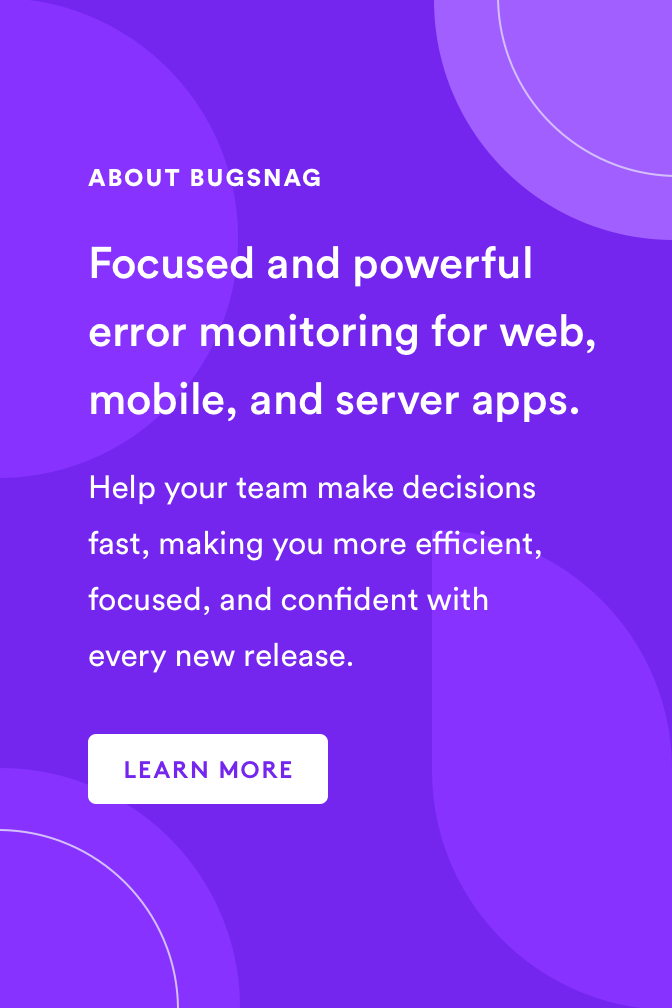 ABOUT BUGSNAG
Focused and powerful
error monitoring for web,
mobile, and server apps.
Help your team make decisions
fast, making you more efficient,
focused, and confident with
every new release.
LEARN MORE